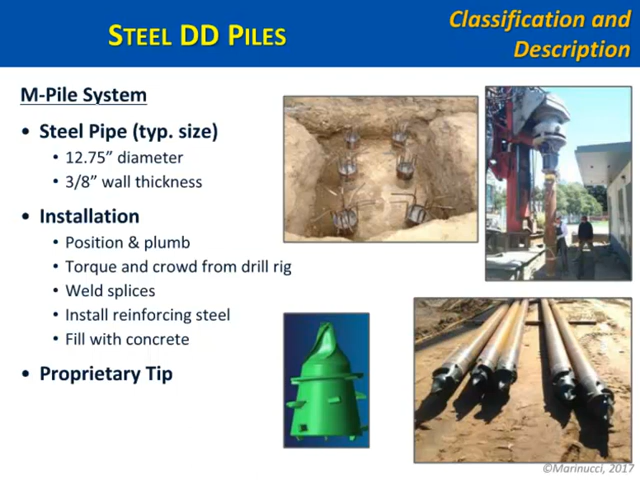 STEEL DD PILES
Classification and
Description
M-Pile System
• Steel Pipe (typ. size)
• 12.75” diameter
• 3/8” wall thickness
• Installation
• Position & plumb
• Torque and crowd from drill rig
• Weld splices
• Install reinforcing steel
• Fill with concrete
• Proprietary Tip
©Marinucci, 2017